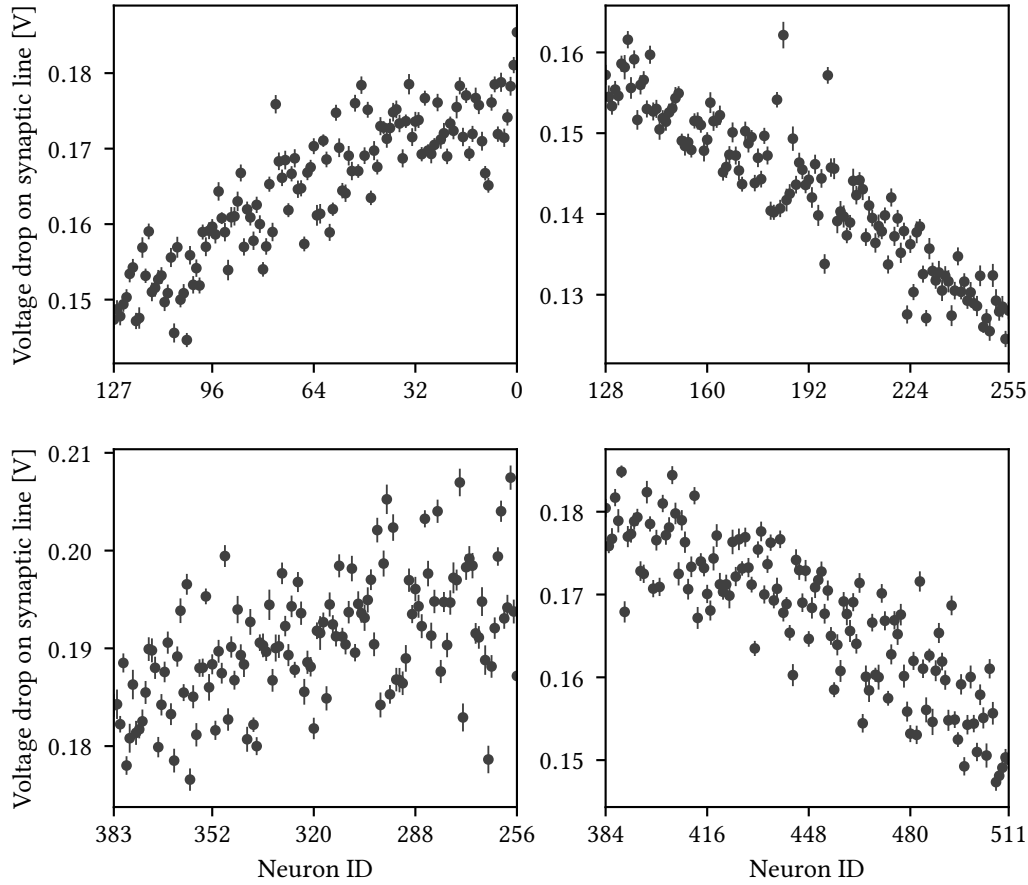 Voltage drop on synaptic line [V]
0.18
0.17
0.16
0.15
127 96 64 32 0
0.16
0.15
0.14
0.13
128 160 192 224 255
Voltage drop on synaptic line [V]
0.21
0.20
0.19
0.18
383 352 320 288 256
Neuron ID
0.18
0.17
0.16
0.15
384 416 448 480 511
Neuron ID